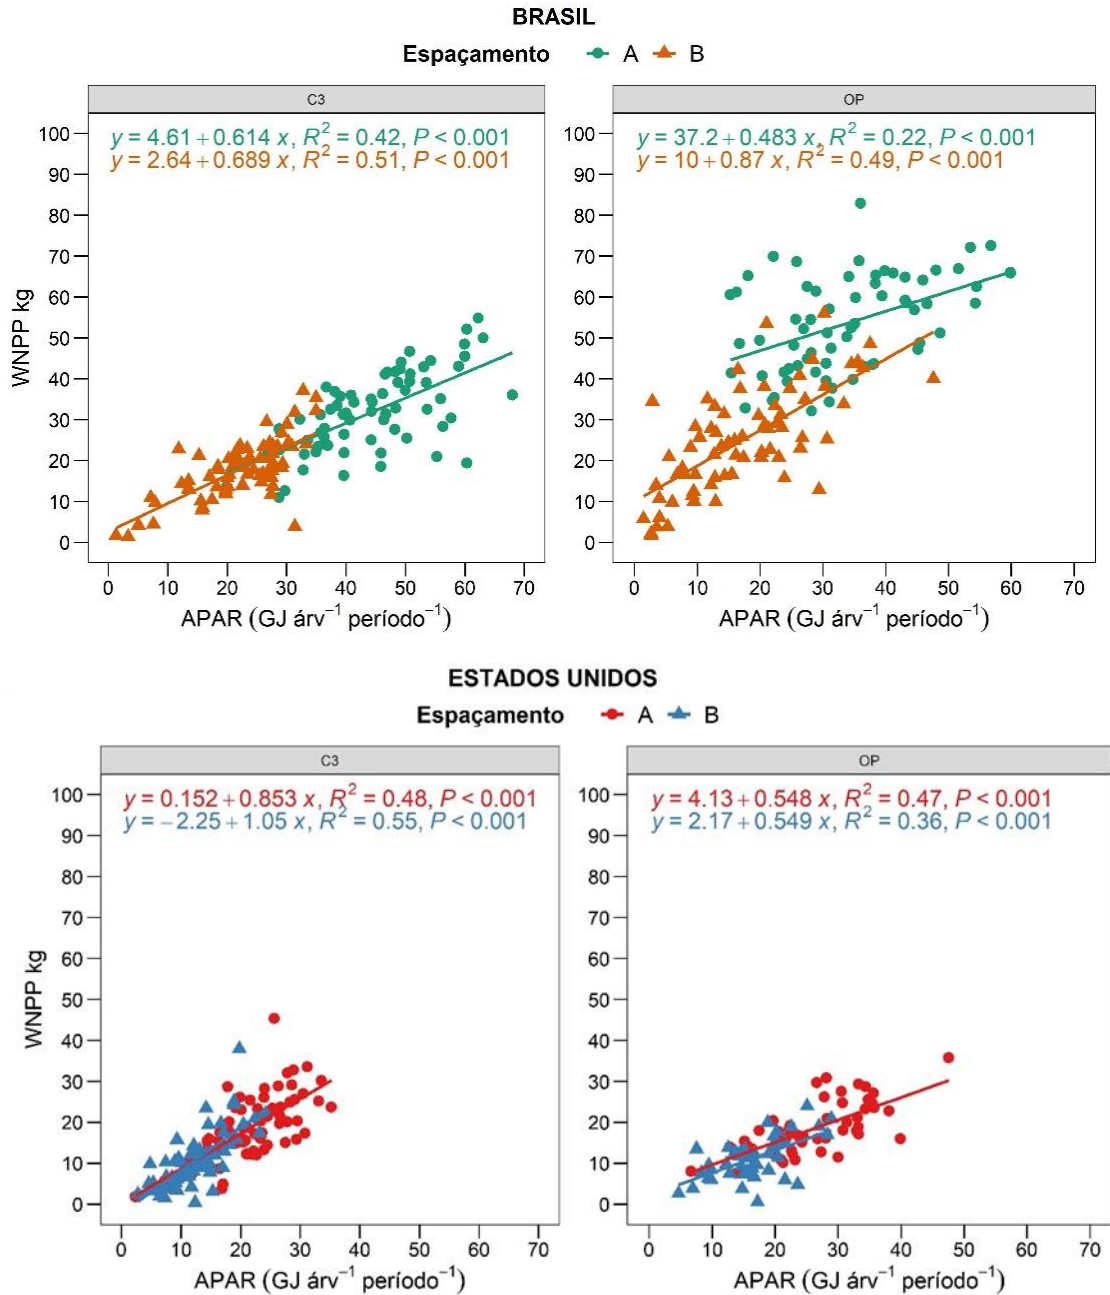 BRASIL
Espaçamento A B
C3
y = 4.61 + 0.614 x, R² = 0.42, P < 0.001
y = 2.64 + 0.689 x, R² = 0.51, P < 0.001
100
90
80
70
60
50
40
30
20
10
0
WNPP kg
0 10 20 30 40 50 60 70
APAR (GJ árv⁻¹ período⁻¹)
OP
y = 37.2 + 0.483 x, R² = 0.22, P < 0.001
y = 10 + 0.87 x, R² = 0.49, P < 0.001
100
90
80
70
60
50
40
30
20
10
0
0 10 20 30 40 50 60 70
APAR (GJ árv⁻¹ período⁻¹)
ESTADOS UNIDOS
Espaçamento A B
C3
y = 0.152 + 0.853 x, R² = 0.48, P < 0.001
y = −2.25 + 1.05 x, R² = 0.55, P < 0.001
100
90
80
70
60
50
40
30
20
10
0
WNPP kg
0 10 20 30 40 50 60 70
APAR (GJ árv⁻¹ período⁻¹)
OP
y = 4.13 + 0.548 x, R² = 0.47, P < 0.001
y = 2.17 + 0.549 x, R² = 0.36, P < 0.001
100
90
80
70
60
50
40
30
20
10
0
0 10 20 30 40 50 60 70
APAR (GJ árv⁻¹ período⁻¹)